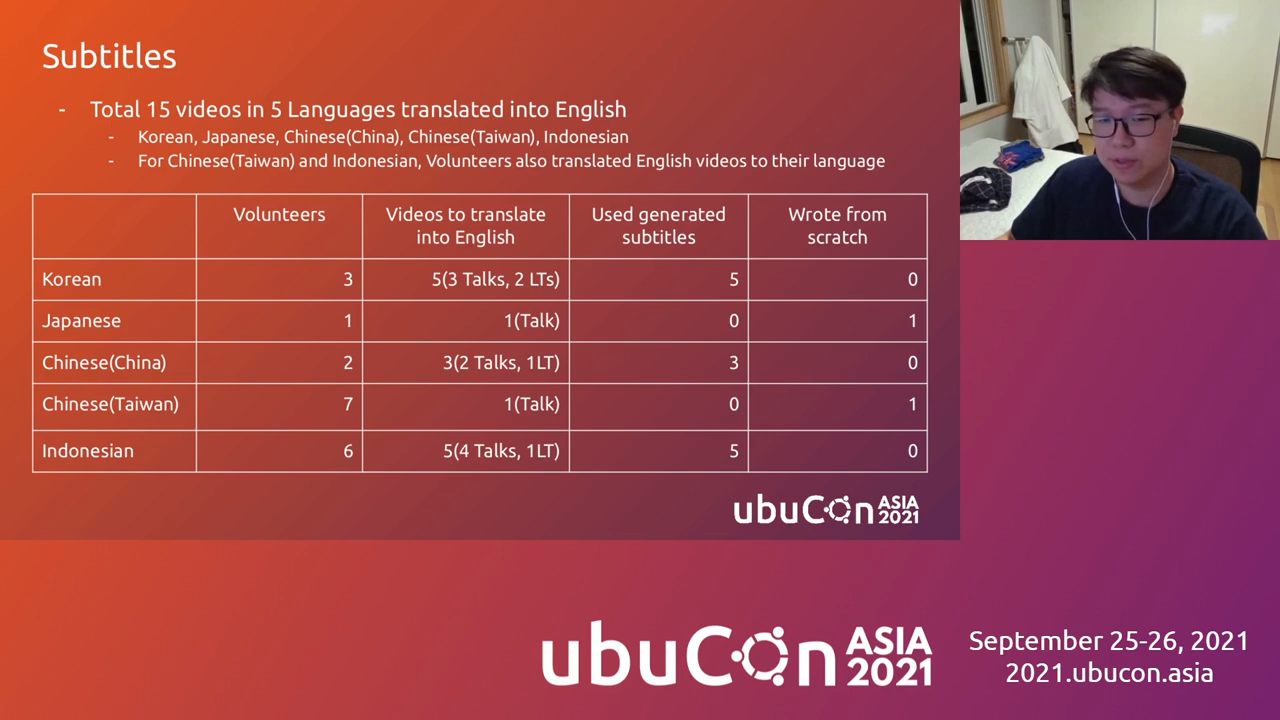 Subtitles
- Total 15 videos in 5 Languages translated into English
- Korean, Japanese, Chinese(China), Chinese(Taiwan), Indonesian
- For Chinese(Taiwan) and Indonesian, Volunteers also translated English videos to their language
Volunteers Videos to translate into English Used generated subtitles Wrote from scratch
Korean 3 5(3 Talks, 2 LTs) 5 0
Japanese 1 1(Talk) 0 1
Chinese(China) 2 3(2 Talks, 1LT) 3 0
Chinese(Taiwan) 7 1(Talk) 0 1
Indonesian 6 5(4 Talks, 1LT) 5 0
ubuCon ASIA 2021
ubuCon ASIA 2021
September 25-26, 2021
2021.ubucon.asia